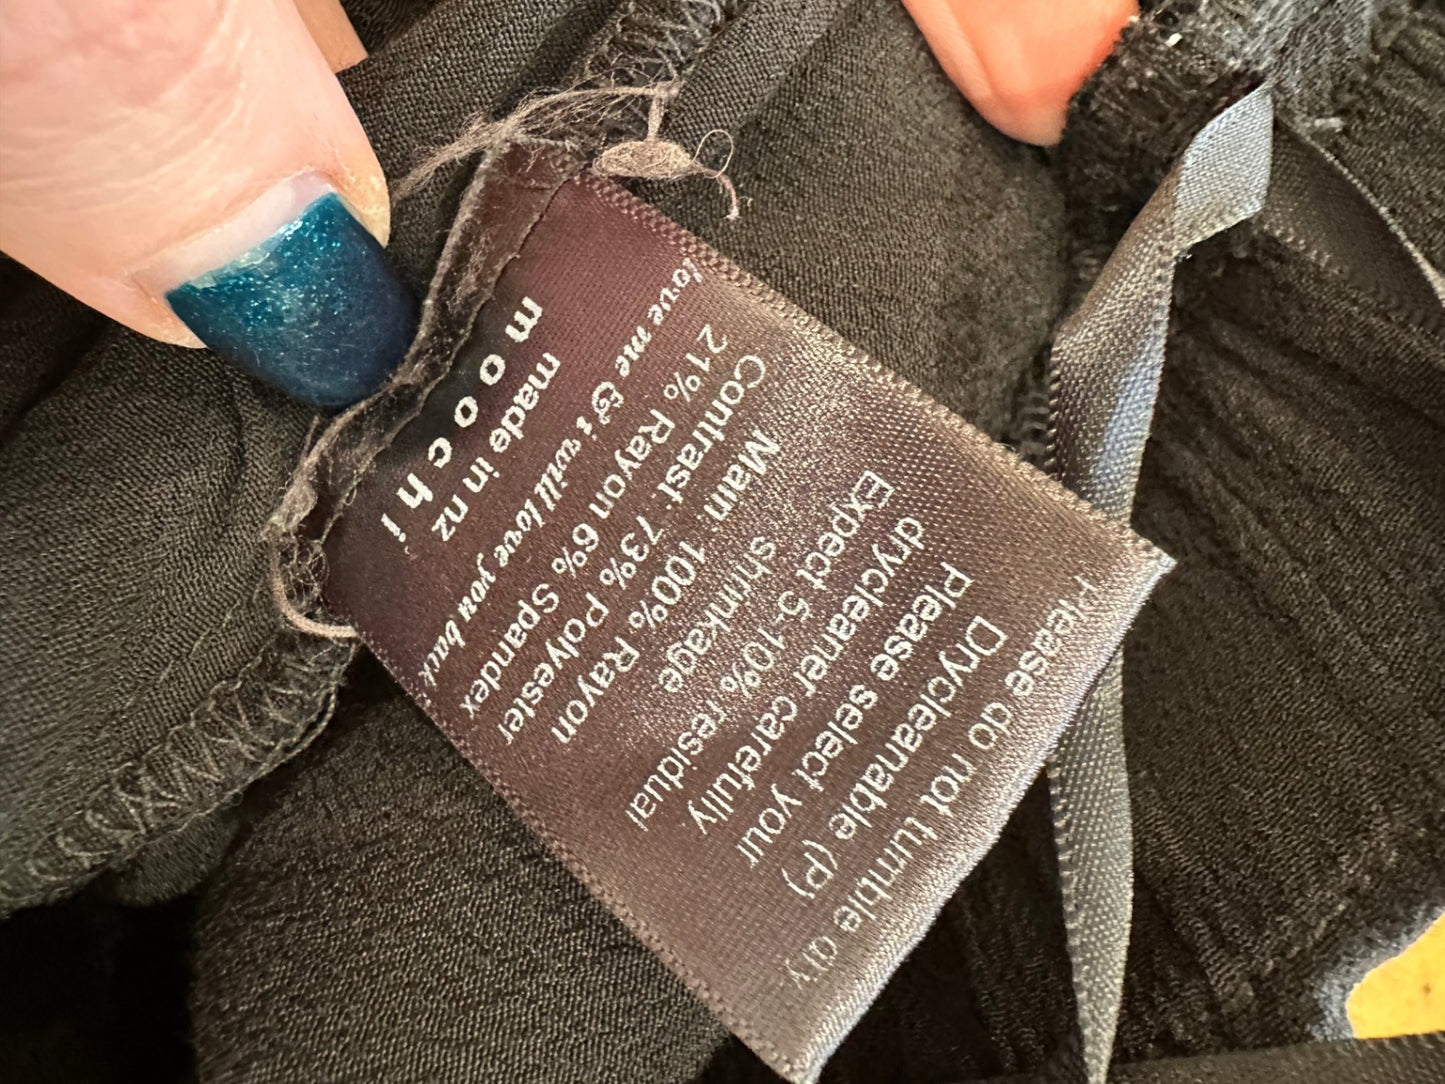 Please do not tumble dry
Drycleanable (P)
Please select your
drycleaner carefully
Expect 5-10% residual
shrinkage
Main: 100% Rayon
Contrast: 73% Polyester
21% Rayon 6% Spandex
love me & i will love you back
made in nz
moochi